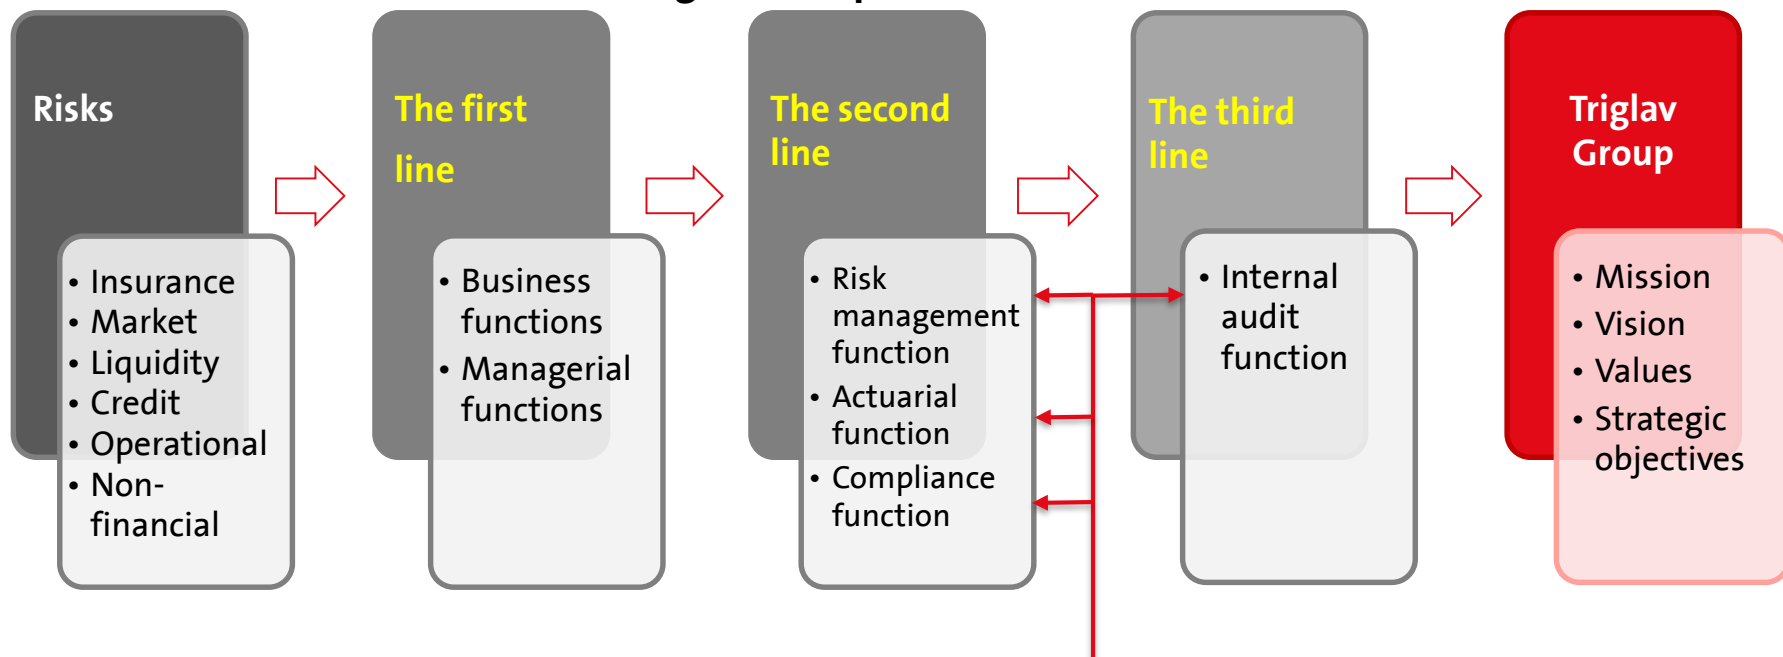 Risks
• Insurance
• Market
• Liquidity
• Credit
• Operational
• Non-
financial
The first
line
• Business
functions
• Managerial
functions
The second
line
• Risk
management
function
• Actuarial
function
• Compliance
function
The third
line
• Internal
audit
function
Triglav
Group
• Mission
• Vision
• Values
• Strategic
objectives